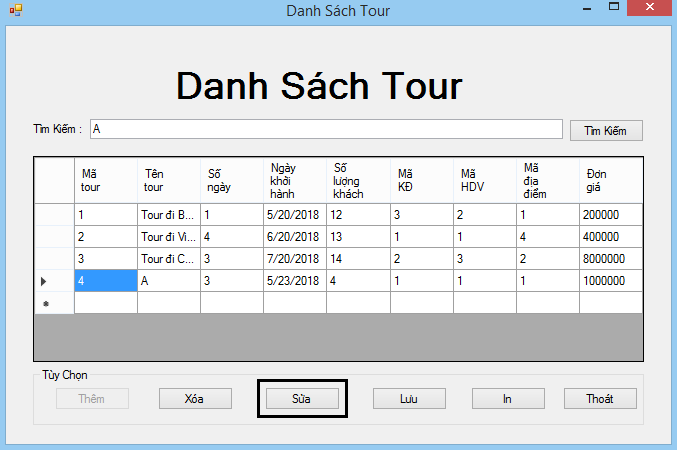 Danh Sách Tour
Danh Sách Tour
Tìm Kiếm : A Tìm Kiếm
Mã tour Tên tour Số ngày Ngày khởi hành Số lượng khách Mã KĐ Mã HDV Mã địa điểm Đơn giá
1 Tour đi B... 1 5/20/2018 12 3 2 1 200000
2 Tour đi Vi... 4 6/20/2018 13 1 1 4 400000
3 Tour đi C... 3 7/20/2018 14 2 3 2 8000000
4 A 3 5/23/2018 4 1 1 1 1000000
Tùy Chọn
Thêm Xóa Sửa Lưu In Thoát